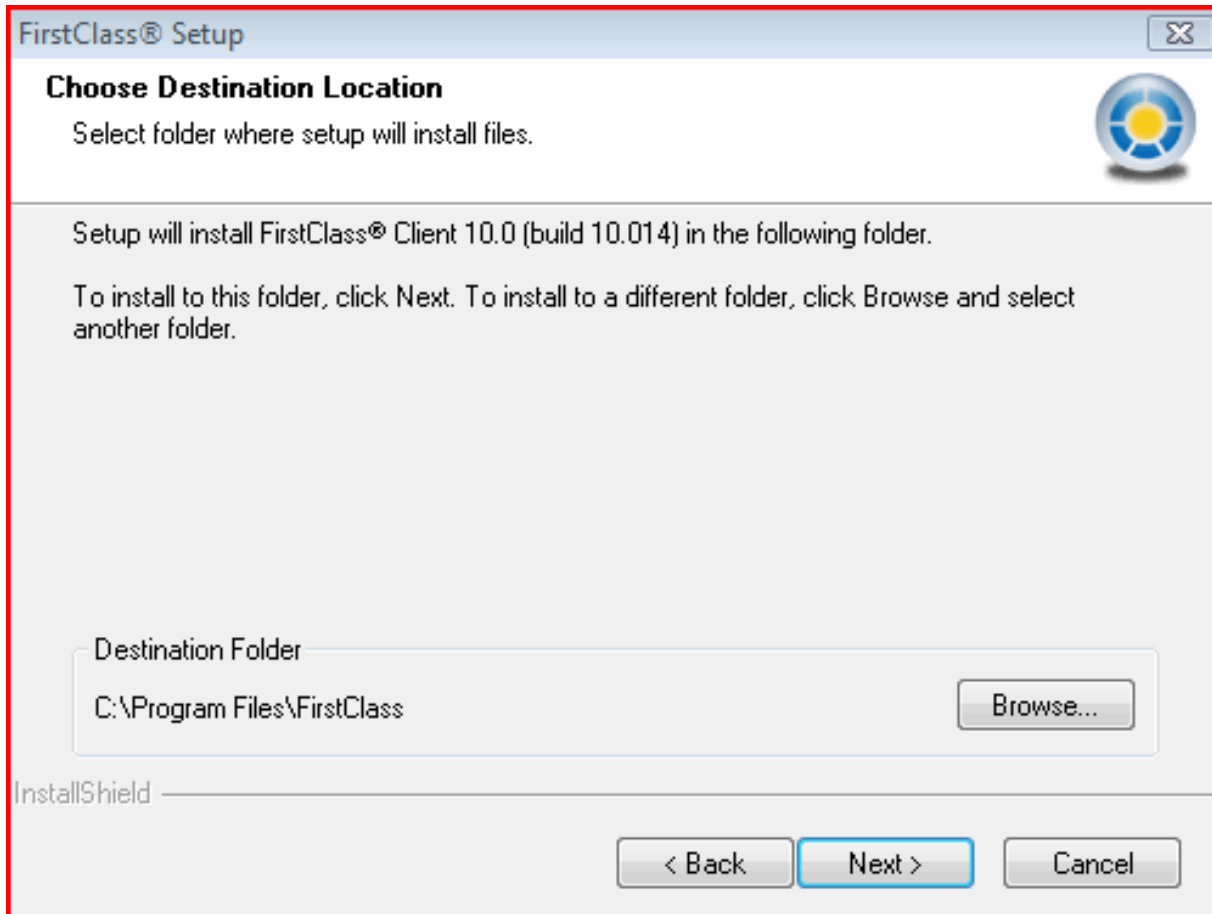 FirstClass® Setup
Choose Destination Location
Select folder where setup will install files.
Setup will install FirstClass® Client 10.0 (build 10.014) in the following folder.
To install to this folder, click Next. To install to a different folder, click Browse and select
another folder.
Destination Folder
C:\Program Files\FirstClass
Browse...
InstallShield
< Back
Next >
Cancel